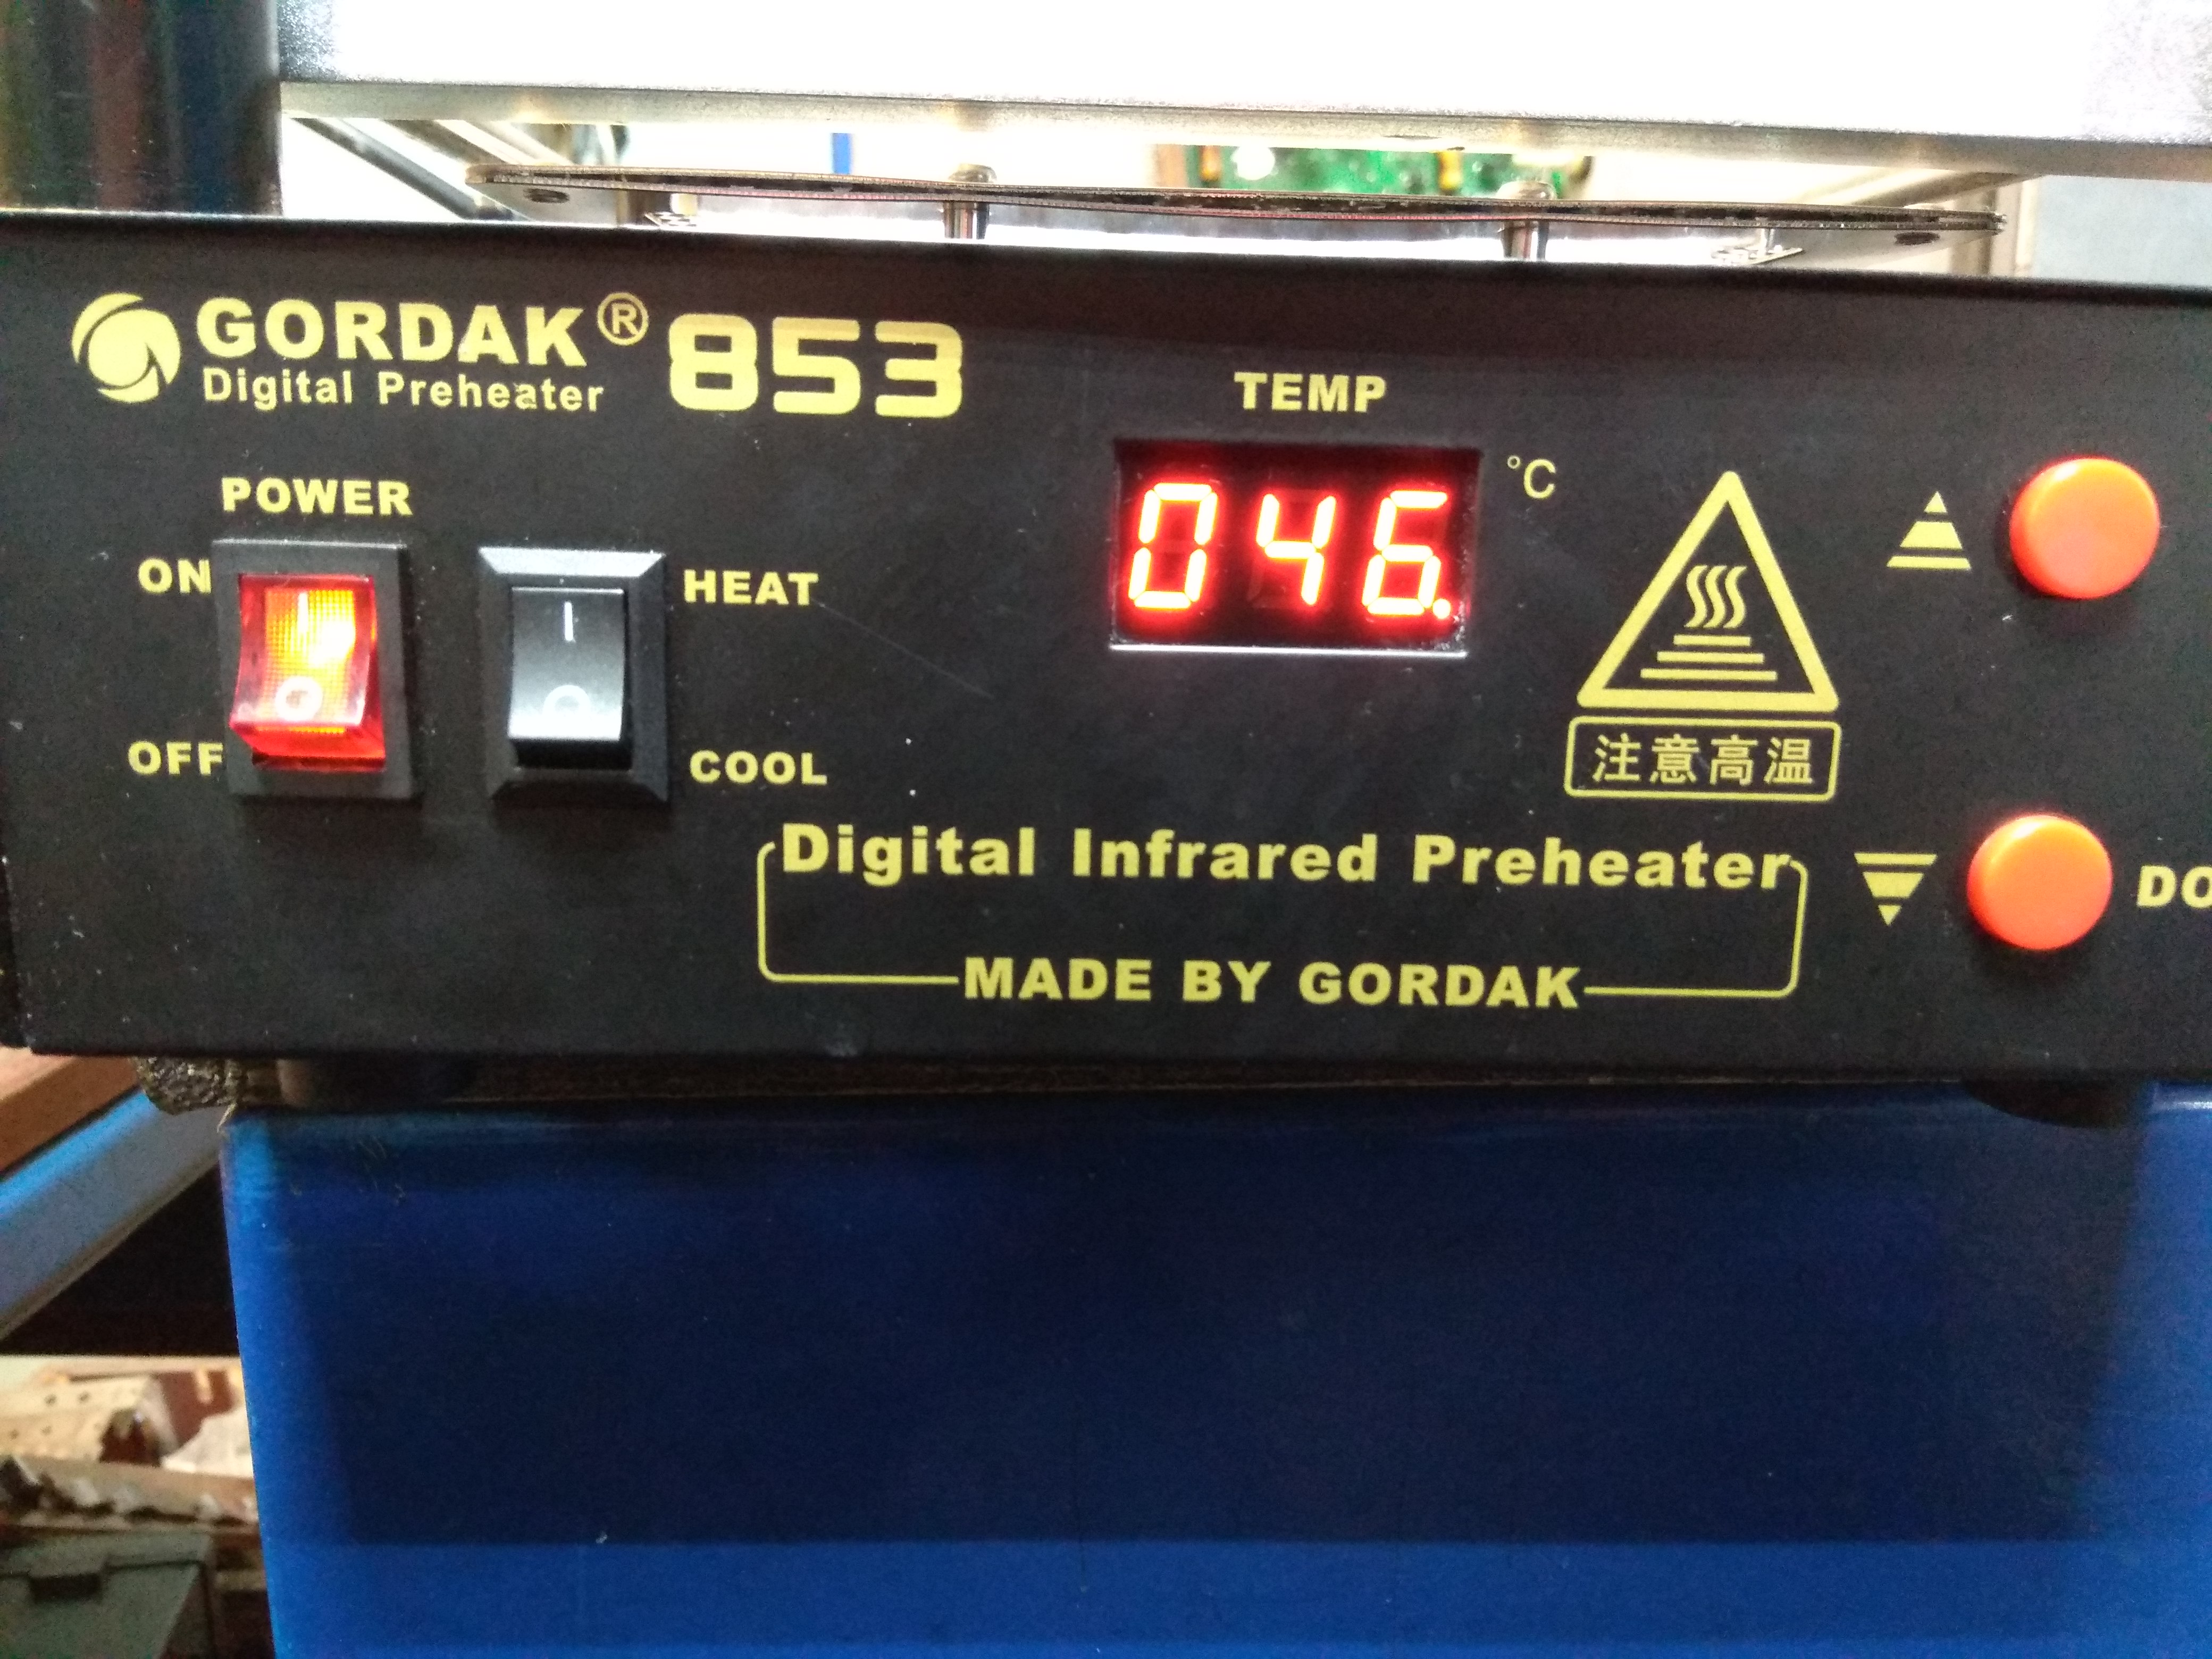 GORDAK® 853
Digital Preheater
TEMP
046.
°C
POWER
ON
HEAT
OFF
COOL
注意高温
Digital Infrared Preheater
DO
MADE BY GORDAK